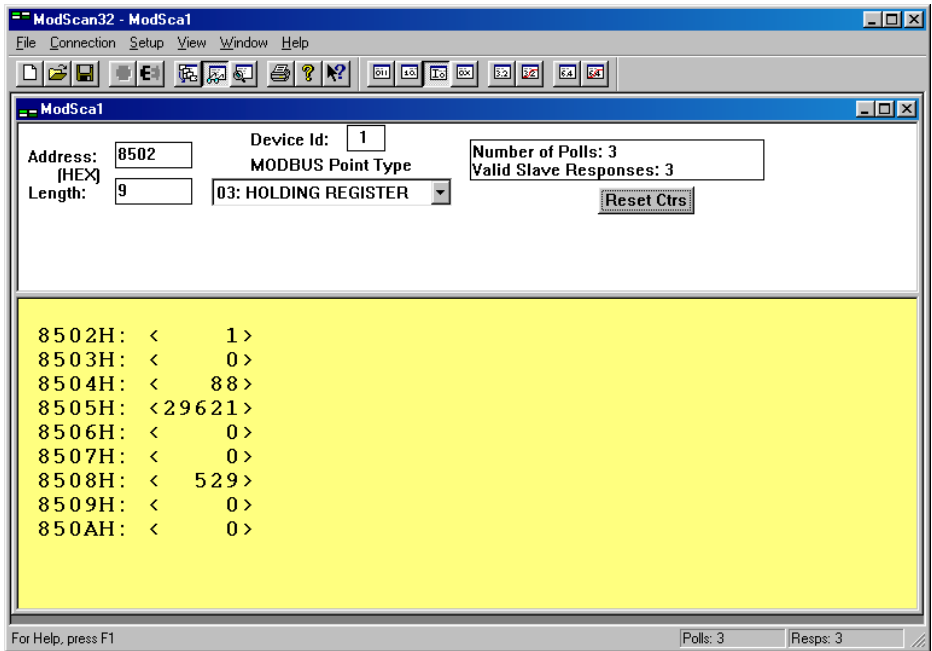 ModScan32 - ModSca1
File Connection Setup View Window Help
ModSca1
Address: 8502
(HEX)
Length: 9
Device Id: 1
MODBUS Point Type
03: HOLDING REGISTER
Number of Polls: 3
Valid Slave Responses: 3
Reset Ctrs
8502H: < 1>
8503H: < 0>
8504H: < 88>
8505H: <29621>
8506H: < 0>
8507H: < 0>
8508H: < 529>
8509H: < 0>
850AH: < 0>
For Help, press F1
Polls: 3
Resps: 3